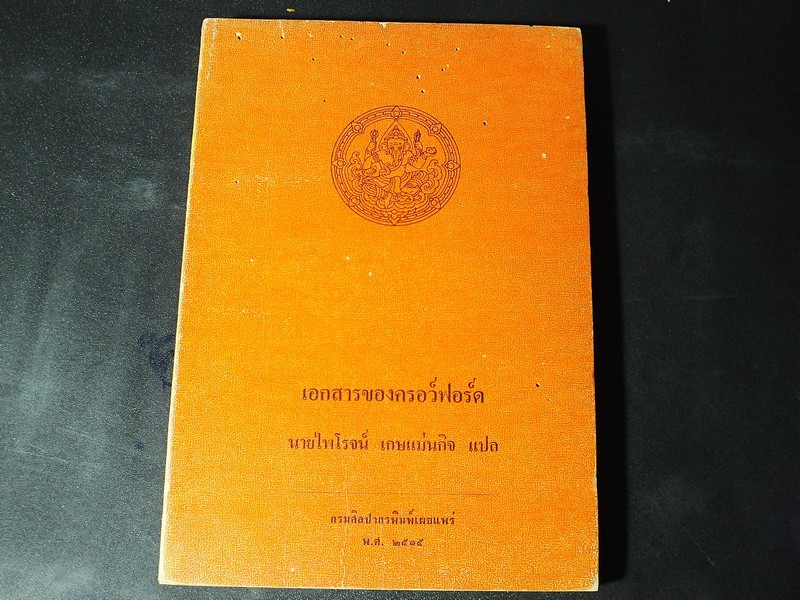 เอกสารของครอว์ฟอร์ด
นายไพโรจน์ เกษแม่นกิจ แปล
กรมศิลปากรพิมพ์เผยแพร่
พ.ศ. ๒๕๑๕